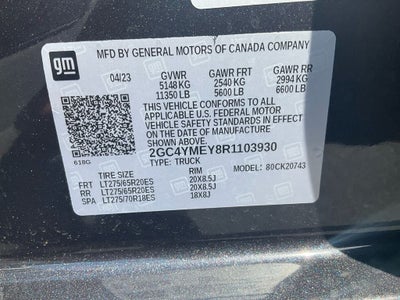 gm
MFD BY GENERAL MOTORS OF CANADA COMPANY
04/23 GVWR GAWR FRT GAWR RR
5148 KG 2540 KG 2994 KG
11350 LB 5600 LB 6600 LB
THIS VEHICLE CONFORMS TO ALL APPLICABLE U.S.
FEDERAL MOTOR VEHICLE SAFETY STANDARDS IN EFFECT
ON THE DATE OF MANUFACTURE SHOWN ABOVE.
2GC4YMEY8R1103930
618G TYPE: TRUCK
MODEL: 80CK20743
TIRE SIZE RIM
FRT LT275/65R20ES 20X8.5J
RR LT275/65R20ES 20X8.5J
SPA LT275/70R18ES 18X8J